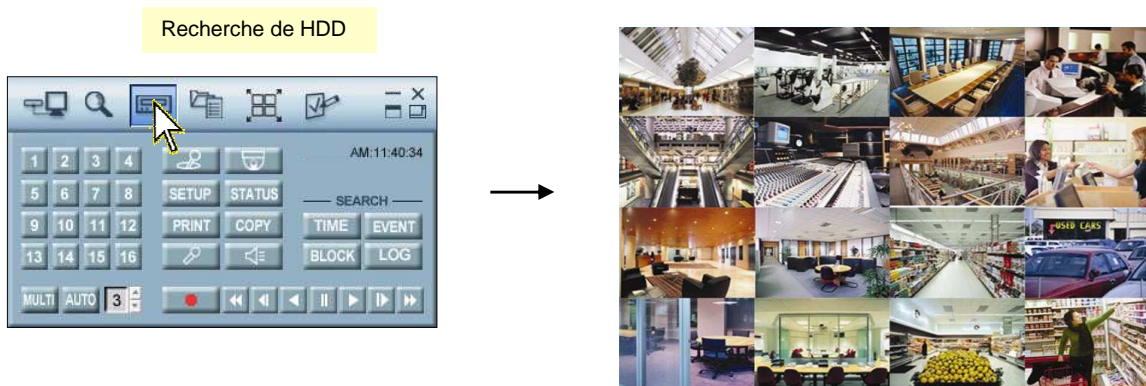 Recherche de HDD
AM:11:40:34
1 2 3 4
5 6 7 8 SETUP STATUS
SEARCH
9 10 11 12 PRINT COPY TIME EVENT
13 14 15 16 BLOCK LOG
MULTI AUTO 3
USED CARS